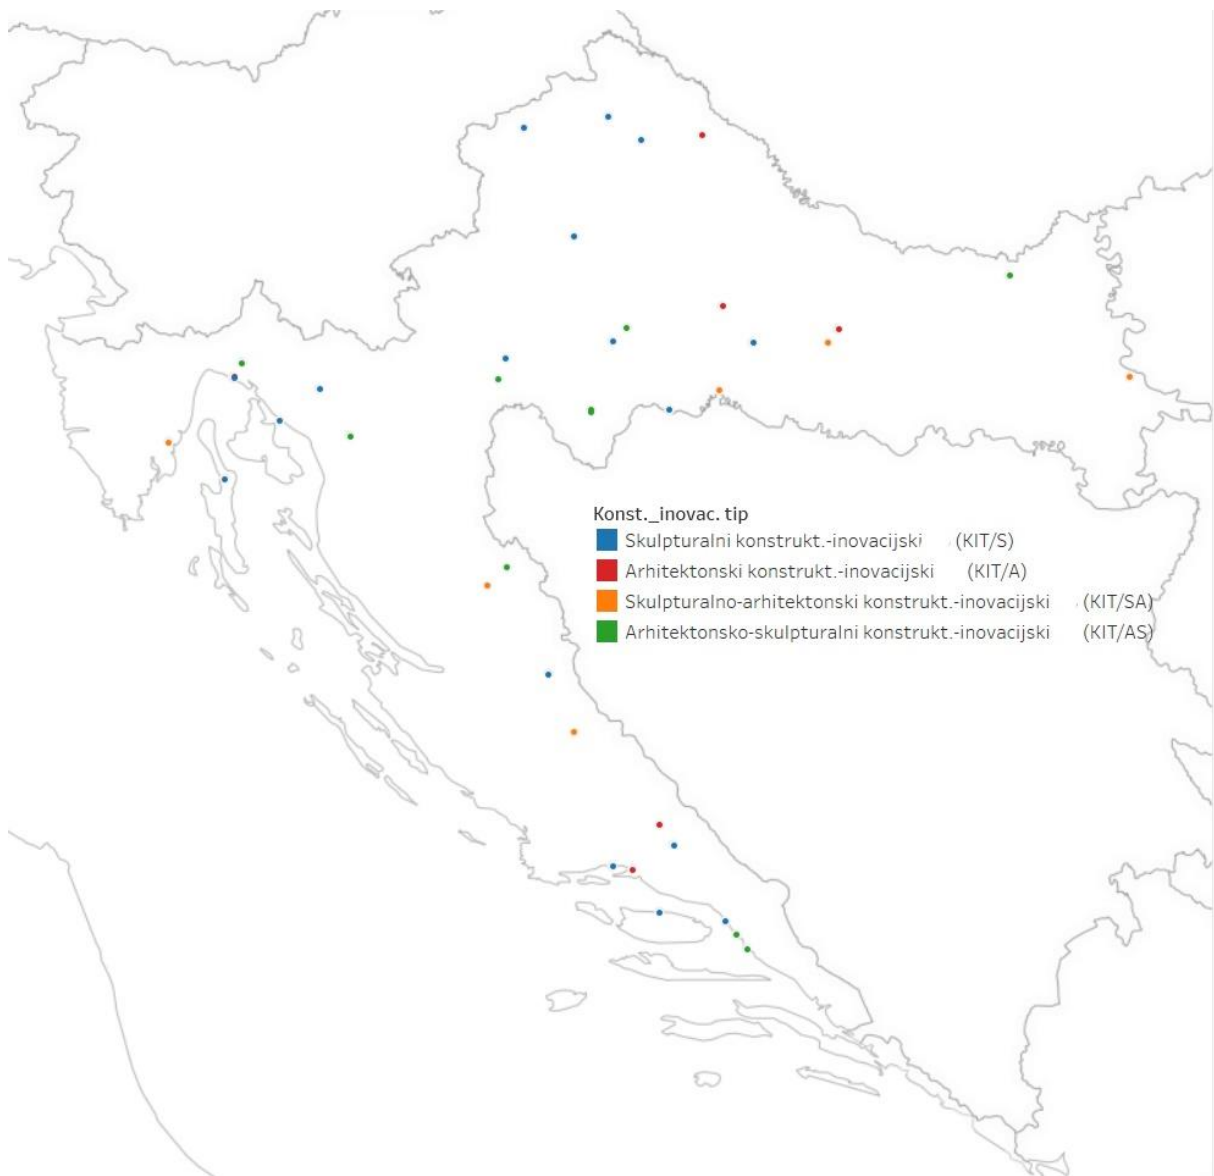 Konst._inovac. tip
Skulpturalni konstrukt.-inovacijski (KIT/S)
Arhitektonski konstrukt.-inovacijski (KIT/A)
Skulpturalno-arhitektonski konstrukt.-inovacijski (KIT/SA)
Arhitektonsko-skulpturalni konstrukt.-inovacijski (KIT/AS)